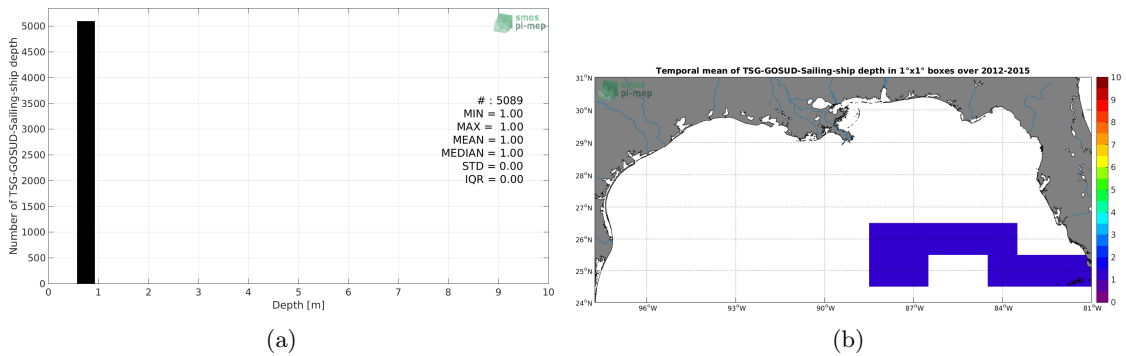 smos
pi-mep
Number of TSG-GOSUD-Sailing-ship depth
5000
4500
4000
3500
3000
2500
2000
1500
1000
500
0
# : 5089
MIN = 1.00
MAX = 1.00
MEAN = 1.00
MEDIAN = 1.00
STD = 0.00
IQR = 0.00
0 1 2 3 4 5 6 7 8 9 10
Depth [m]
(a)
Temporal mean of TSG-GOSUD-Sailing-ship depth in 1°x1° boxes over 2012-2015
smos
pi-mep
31°N
30°N
29°N
28°N
27°N
26°N
25°N
24°N
96°W 93°W 90°W 87°W 84°W 81°W
10
9
8
7
6
5
4
3
2
1
0
(b)